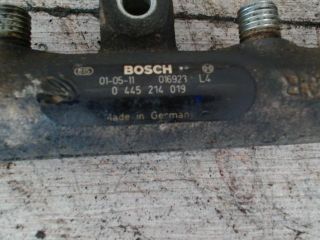 BOSCH
01-05-11 016923 L4
0 445 214 019
Made in Germany